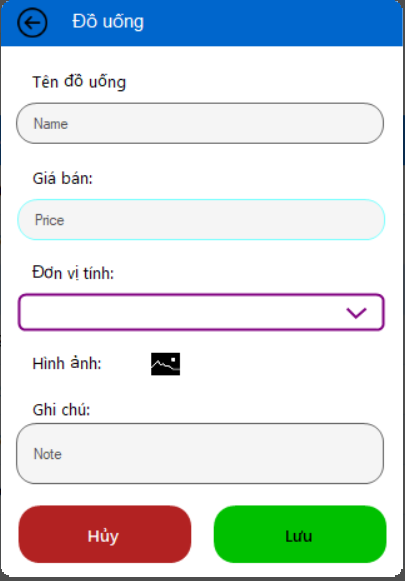 Đồ uống
Tên đồ uống
Name
Giá bán:
Price
Đơn vị tính:
Hình ảnh:
Ghi chú:
Note
Hủy
Lưu